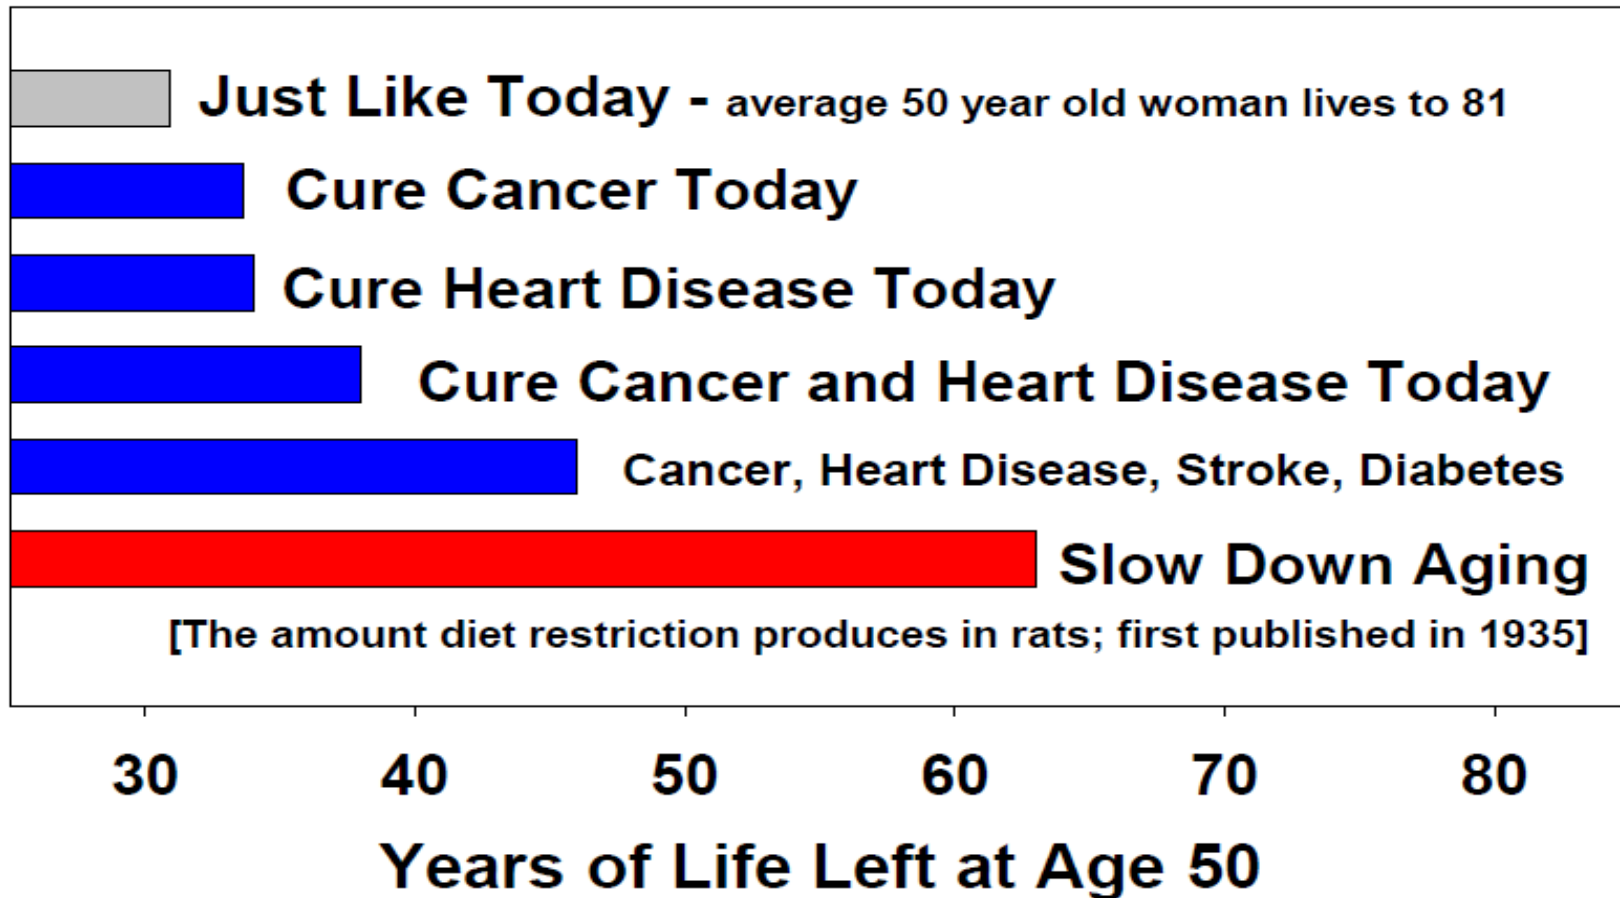 Just Like Today - average 50 year old woman lives to 81
Cure Cancer Today
Cure Heart Disease Today
Cure Cancer and Heart Disease Today
Cancer, Heart Disease, Stroke, Diabetes
Slow Down Aging
[The amount diet restriction produces in rats; first published in 1935]
30 40 50 60 70 80
Years of Life Left at Age 50